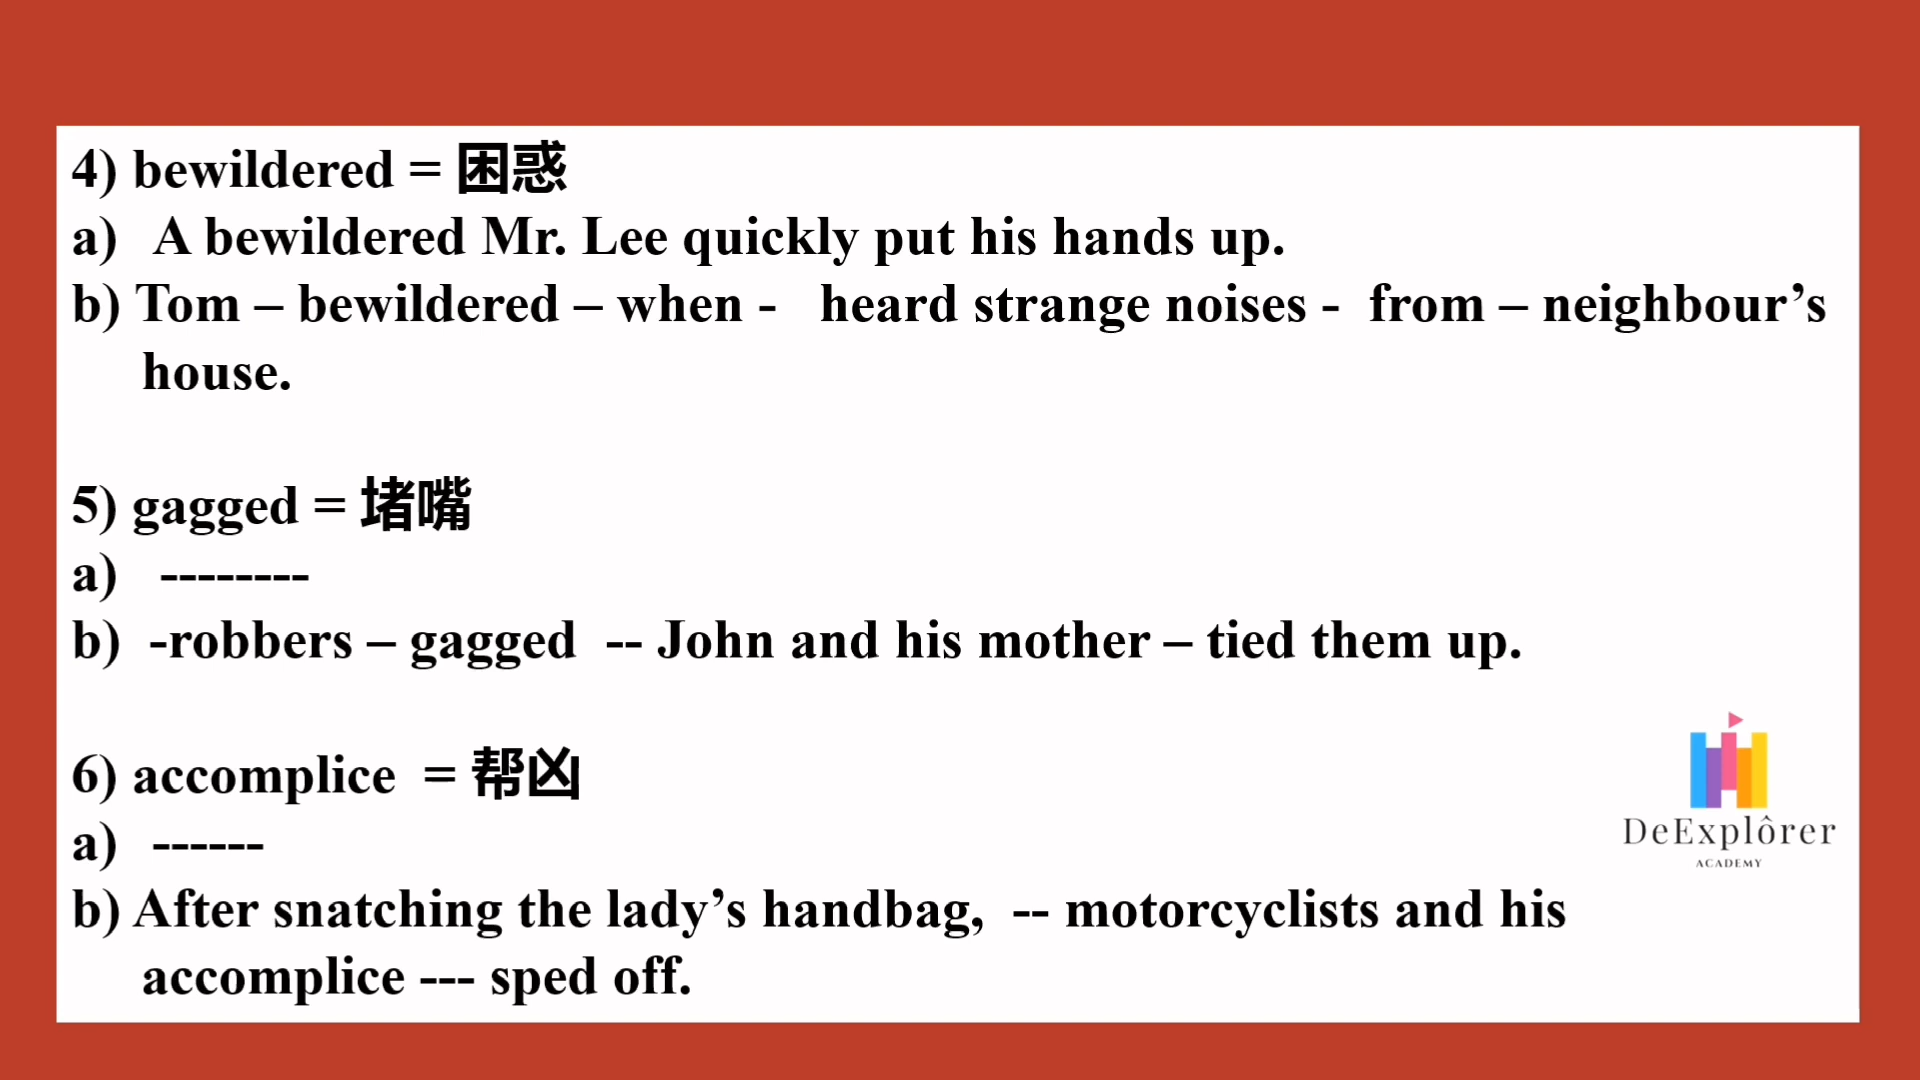 4) bewildered = 困惑
a) A bewildered Mr. Lee quickly put his hands up.
b) Tom – bewildered – when - heard strange noises - from – neighbour’s
house.
5) gagged = 堵嘴
a) --------
b) -robbers – gagged -- John and his mother – tied them up.
6) accomplice = 帮凶
a) ------
b) After snatching the lady’s handbag, -- motorcyclists and his
accomplice --- sped off.
DeExplôrer
ACADEMY